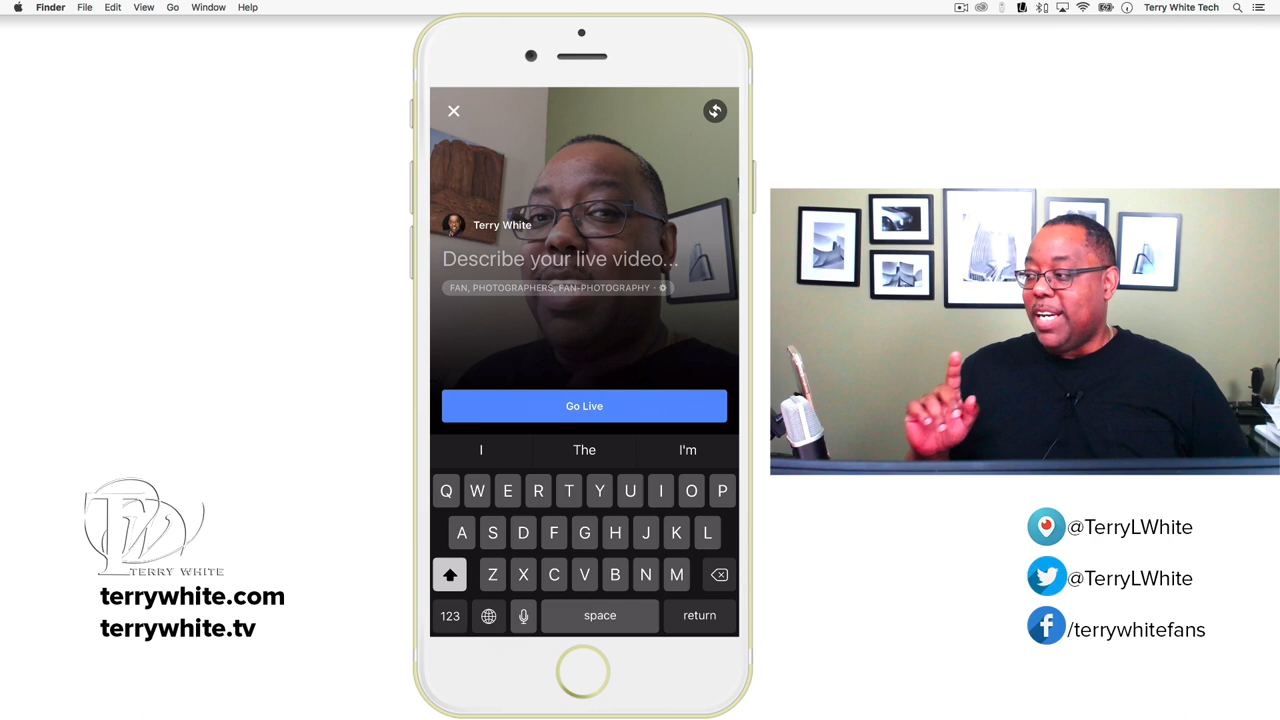 Finder File Edit View Go Window Help Terry White Tech
Terry White
Describe your live video...
FAN, PHOTOGRAPHERS, FAN-PHOTOGRAPHY ·
Go Live
I The I'm
Q W E R T Y U I O P
A S D F G H J K L
Z X C V B N M
123 space return
TW
TERRY WHITE
terrywhite.com
terrywhite.tv
@TerryLWhite
@TerryLWhite
/terrywhitefans